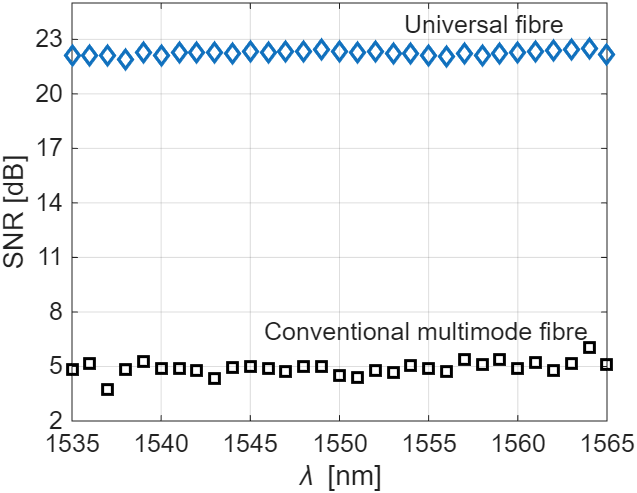 Universal fibre
23
20
17
14
11
8
5
2
SNR [dB]
Conventional multimode fibre
1535 1540 1545 1550 1555 1560 1565
λ [nm]